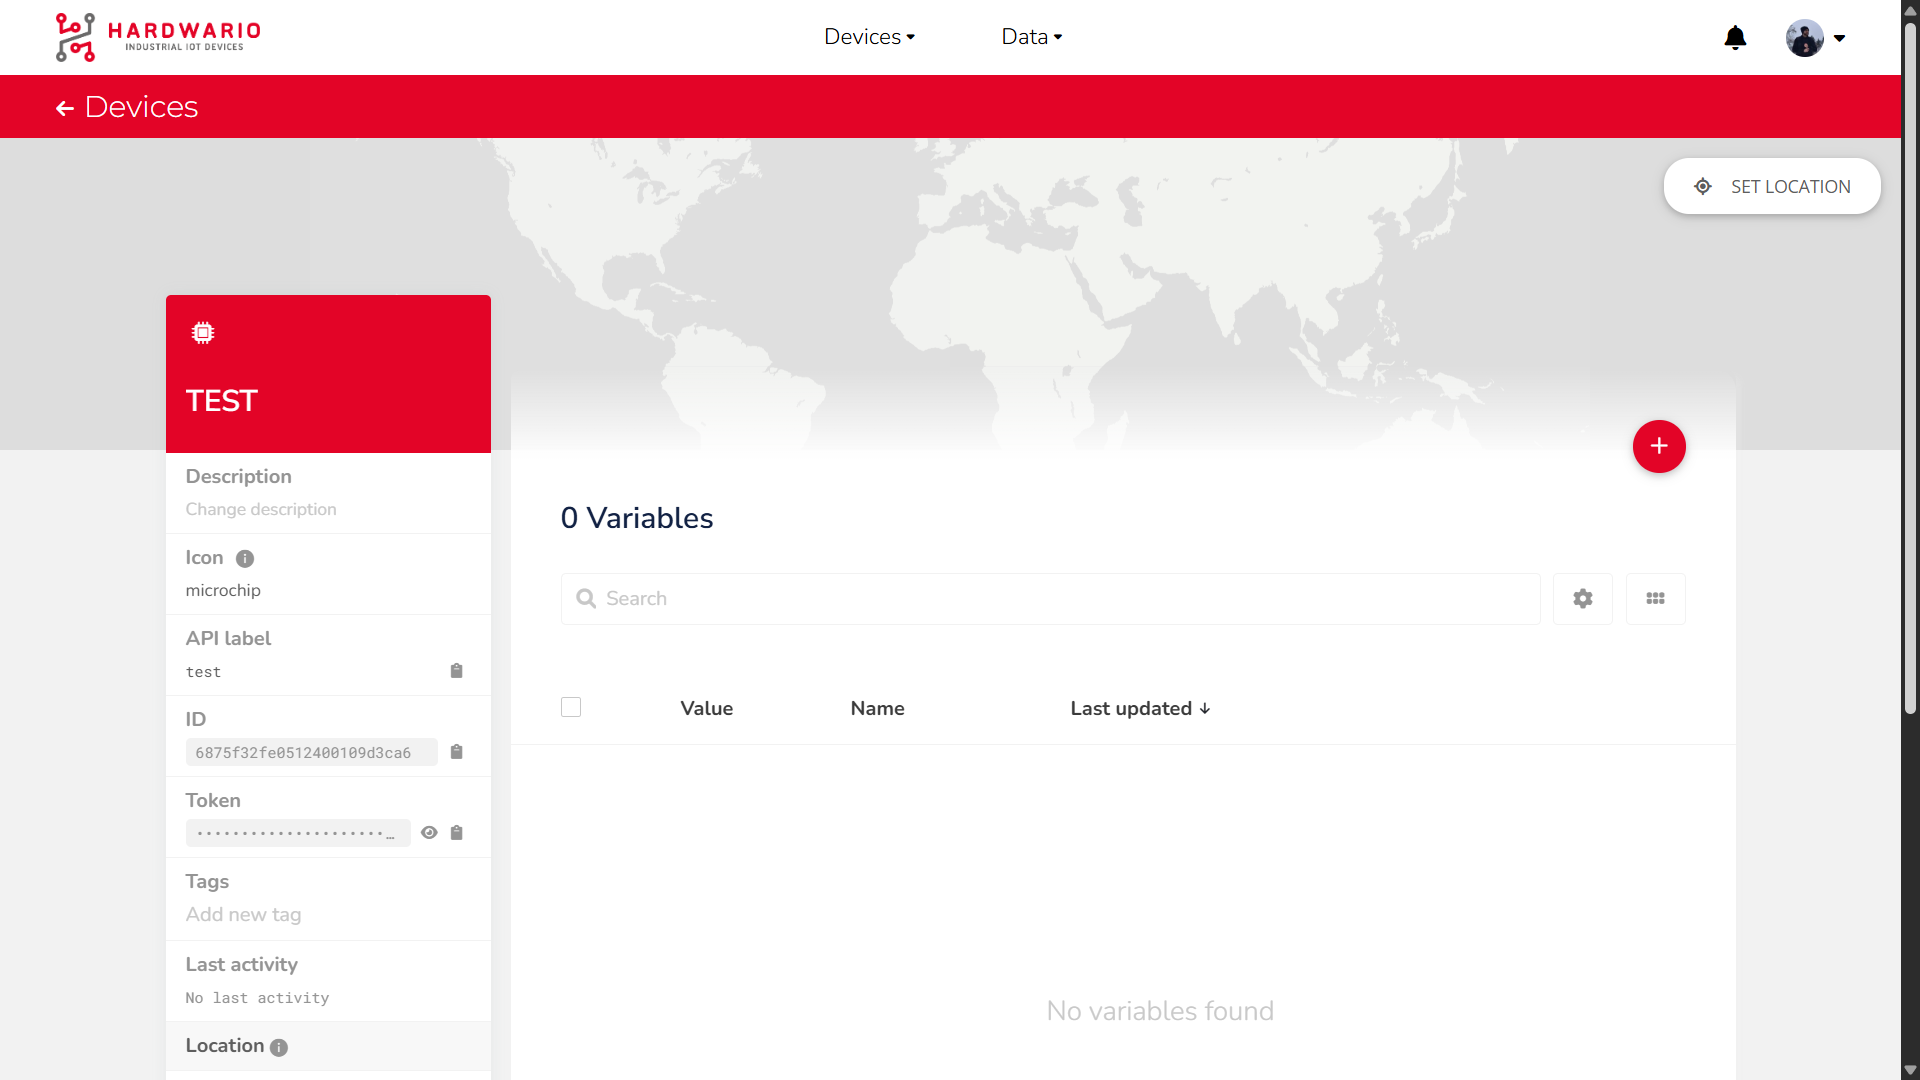 HARDWARIO
INDUSTRIAL IOT DEVICES
Devices
Data
Devices
SET LOCATION
TEST
Description
Change description
Icon
microchip
API label
test
ID
6875f32fe0512400109d3ca6
Token
Tags
Add new tag
Last activity
No last activity
Location
0 Variables
Search
Value
Name
Last updated
No variables found